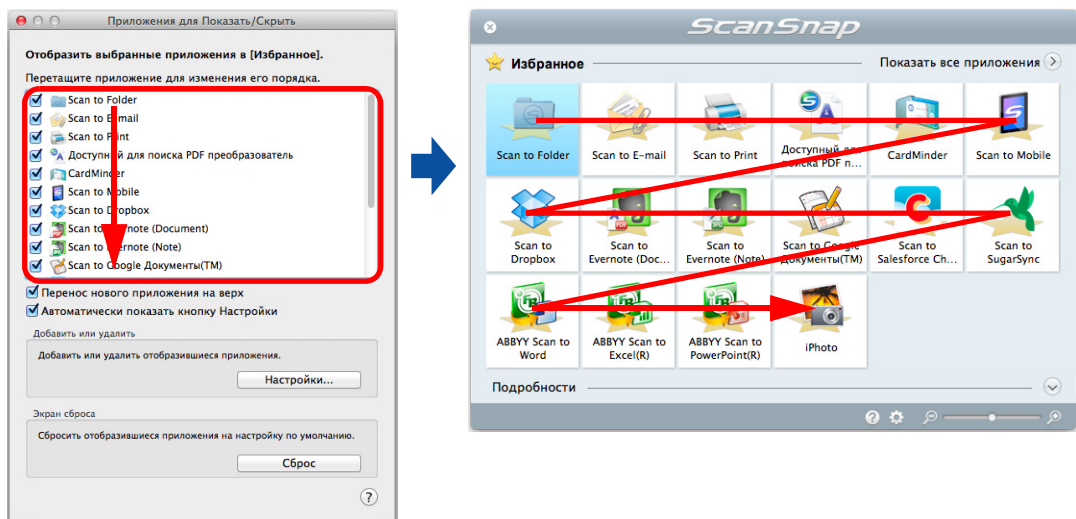 Приложения для Показать/Скрыть
Отобразить выбранные приложения в [Избранное].
Перетащите приложение для изменения его порядка.
Scan to Folder
Scan to E-mail
Scan to Print
Доступный для поиска PDF преобразователь
CardMinder
Scan to Mobile
Scan to Dropbox
Scan to Evernote (Document)
Scan to Evernote (Note)
Scan to Google Документы(TM)
Перенос нового приложения на верх
Автоматически показать кнопку Настройки
Добавить или удалить
Добавить или удалить отобразившиеся приложения.
Настройки...
Экран сброса
Сбросить отобразившиеся приложения на настройку по умолчанию.
Сброс
?
ScanSnap
Избранное
Показать все приложения
Scan to Folder
Scan to E-mail
Scan to Print
Доступный для
поиска PDF п...
CardMinder
Scan to Mobile
Scan to
Dropbox
Scan to
Evernote (Doc...
Scan to
Evernote (Note)
Scan to Google
Документы(TM)
Scan to
Salesforce Ch...
Scan to
SugarSync
ABBYY Scan to
Word
ABBYY Scan to
Excel(R)
ABBYY Scan to
PowerPoint(R)
iPhoto
Подробности